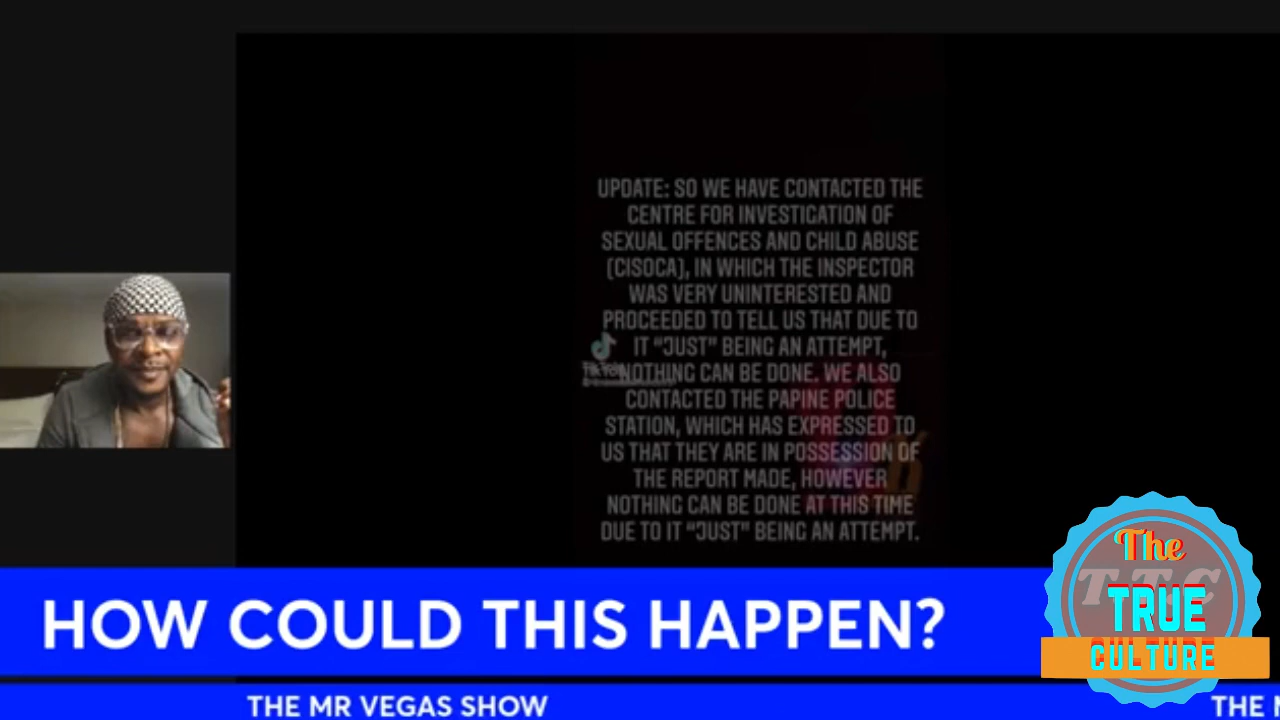 UPDATE: SO WE HAVE CONTACTED THE
CENTRE FOR INVESTIGATION OF
SEXUAL OFFENCES AND CHILD ABUSE
(CISOCA), IN WHICH THE INSPECTOR
WAS VERY UNINTERESTED AND
PROCEEDED TO TELL US THAT DUE TO
IT “JUST” BEING AN ATTEMPT,
NOTHING CAN BE DONE. WE ALSO
CONTACTED THE PAPINE POLICE
STATION, WHICH HAS EXPRESSED TO
US THAT THEY ARE IN POSSESSION OF
THE REPORT MADE, HOWEVER
NOTHING CAN BE DONE AT THIS TIME
DUE TO IT “JUST” BEING AN ATTEMPT.
TikTok
HOW COULD THIS HAPPEN?
The
T.T.C
TRUE
CULTURE
THE MR VEGAS SHOW
THE